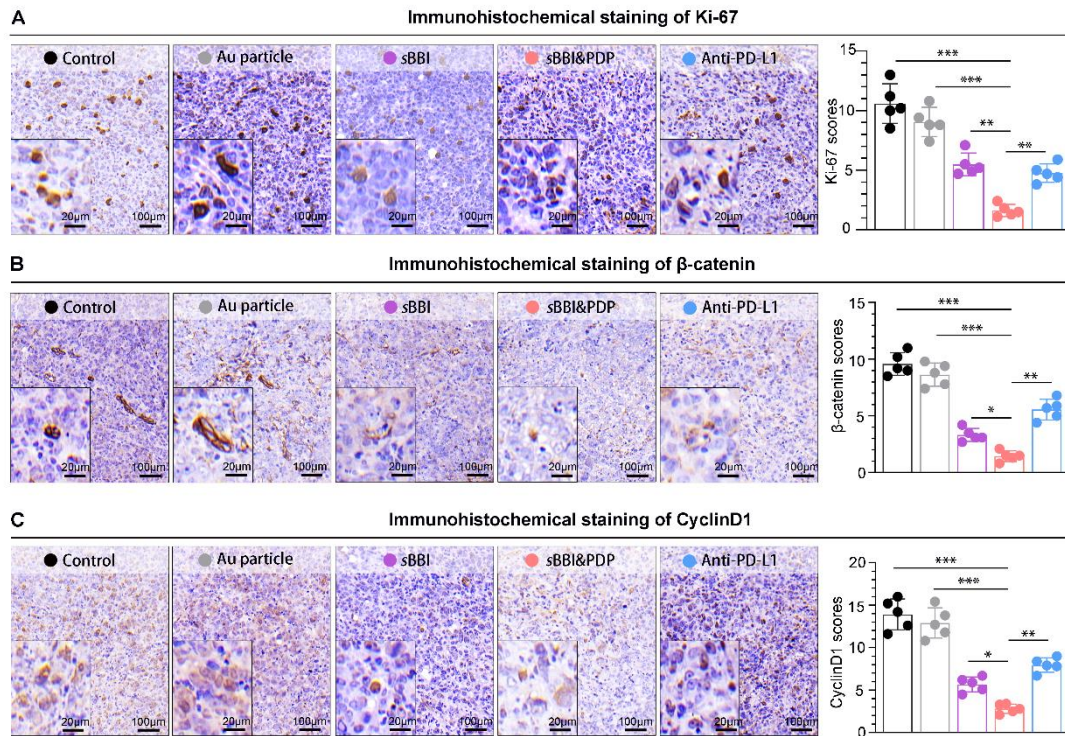 A
Immunohistochemical staining of Ki-67
Control
Au particle
sBBI
sBBI&PDP
Anti-PD-L1
20μm 100μm
20μm 100μm
20μm 100μm
20μm 100μm
20μm 100μm
Ki-67 scores
15
10
5
0
***
***
**
**
B
Immunohistochemical staining of β-catenin
Control
Au particle
sBBI
sBBI&PDP
Anti-PD-L1
20μm 100μm
20μm 100μm
20μm 100μm
20μm 100μm
20μm 100μm
β-catenin scores
15
10
5
0
***
***
**
*
C
Immunohistochemical staining of CyclinD1
Control
Au particle
sBBI
sBBI&PDP
Anti-PD-L1
20μm 100μm
20μm 100μm
20μm 100μm
20μm 100μm
20μm 100μm
CyclinD1 scores
20
15
10
5
0
***
***
**
*